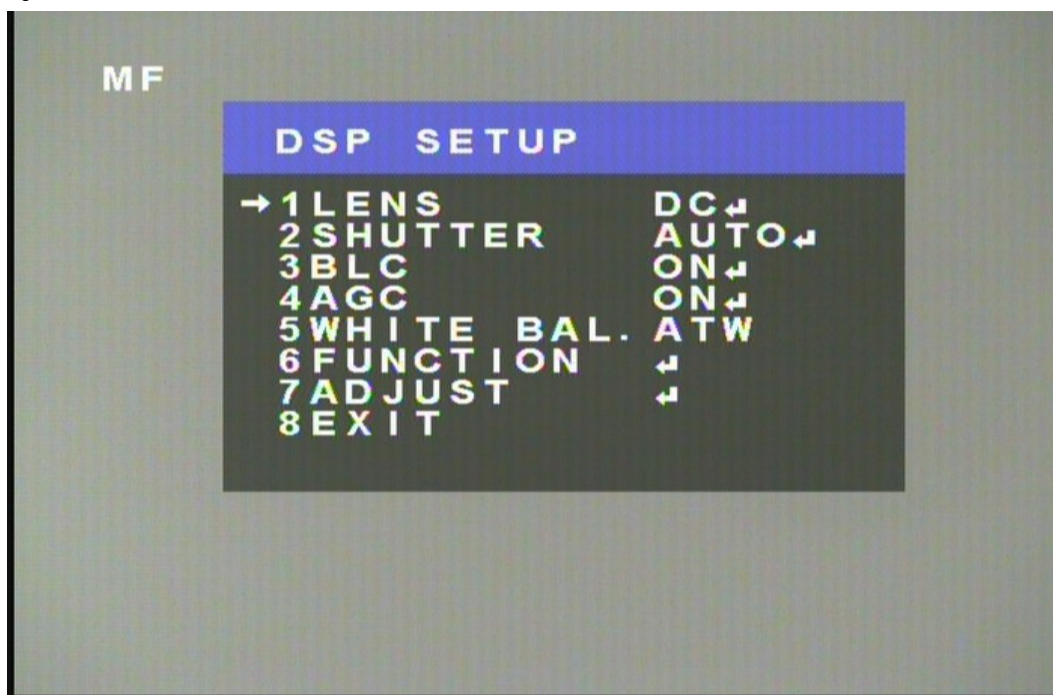 MF
DSP SETUP
→1LENS DC↵
2SHUTTER AUTO↵
3BLC ON↵
4AGC ON↵
5WHITE BAL. ATW
6FUNCTION ↵
7ADJUST ↵
8EXIT